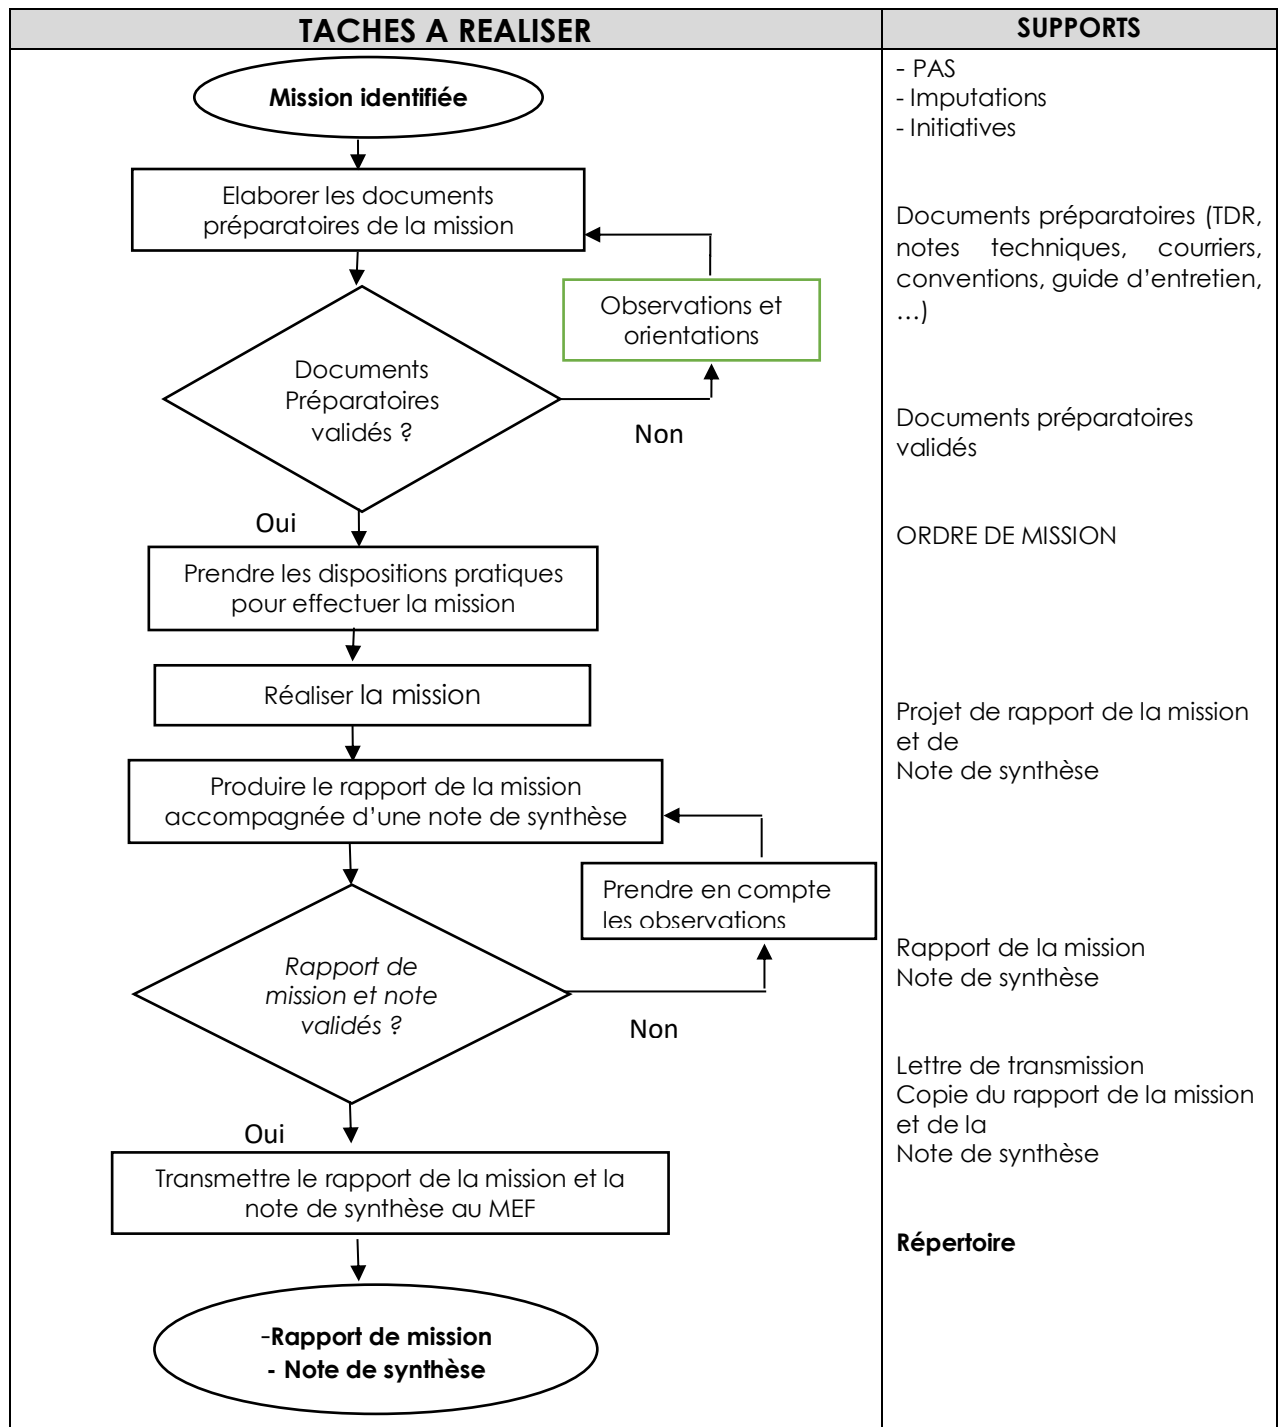 TACHES A REALISER
SUPPORTS
Mission identifiée
- PAS
- Imputations
- Initiatives
Elaborer les documents
préparatoires de la mission
Documents préparatoires (TDR,
notes techniques, courriers,
conventions, guide d'entretien,
…)
Observations et
orientations
Documents
Préparatoires
validés ?
Non
Documents préparatoires
validés
Oui
ORDRE DE MISSION
Prendre les dispositions pratiques
pour effectuer la mission
Réaliser la mission
Projet de rapport de la mission
et de
Note de synthèse
Produire le rapport de la mission
accompagnée d'une note de synthèse
Prendre en compte
les observations
Rapport de
mission et note
validés ?
Non
Rapport de la mission
Note de synthèse
Oui
Lettre de transmission
Copie du rapport de la mission
et de la
Note de synthèse
Transmettre le rapport de la mission et la
note de synthèse au MEF
Répertoire
-Rapport de mission
- Note de synthèse